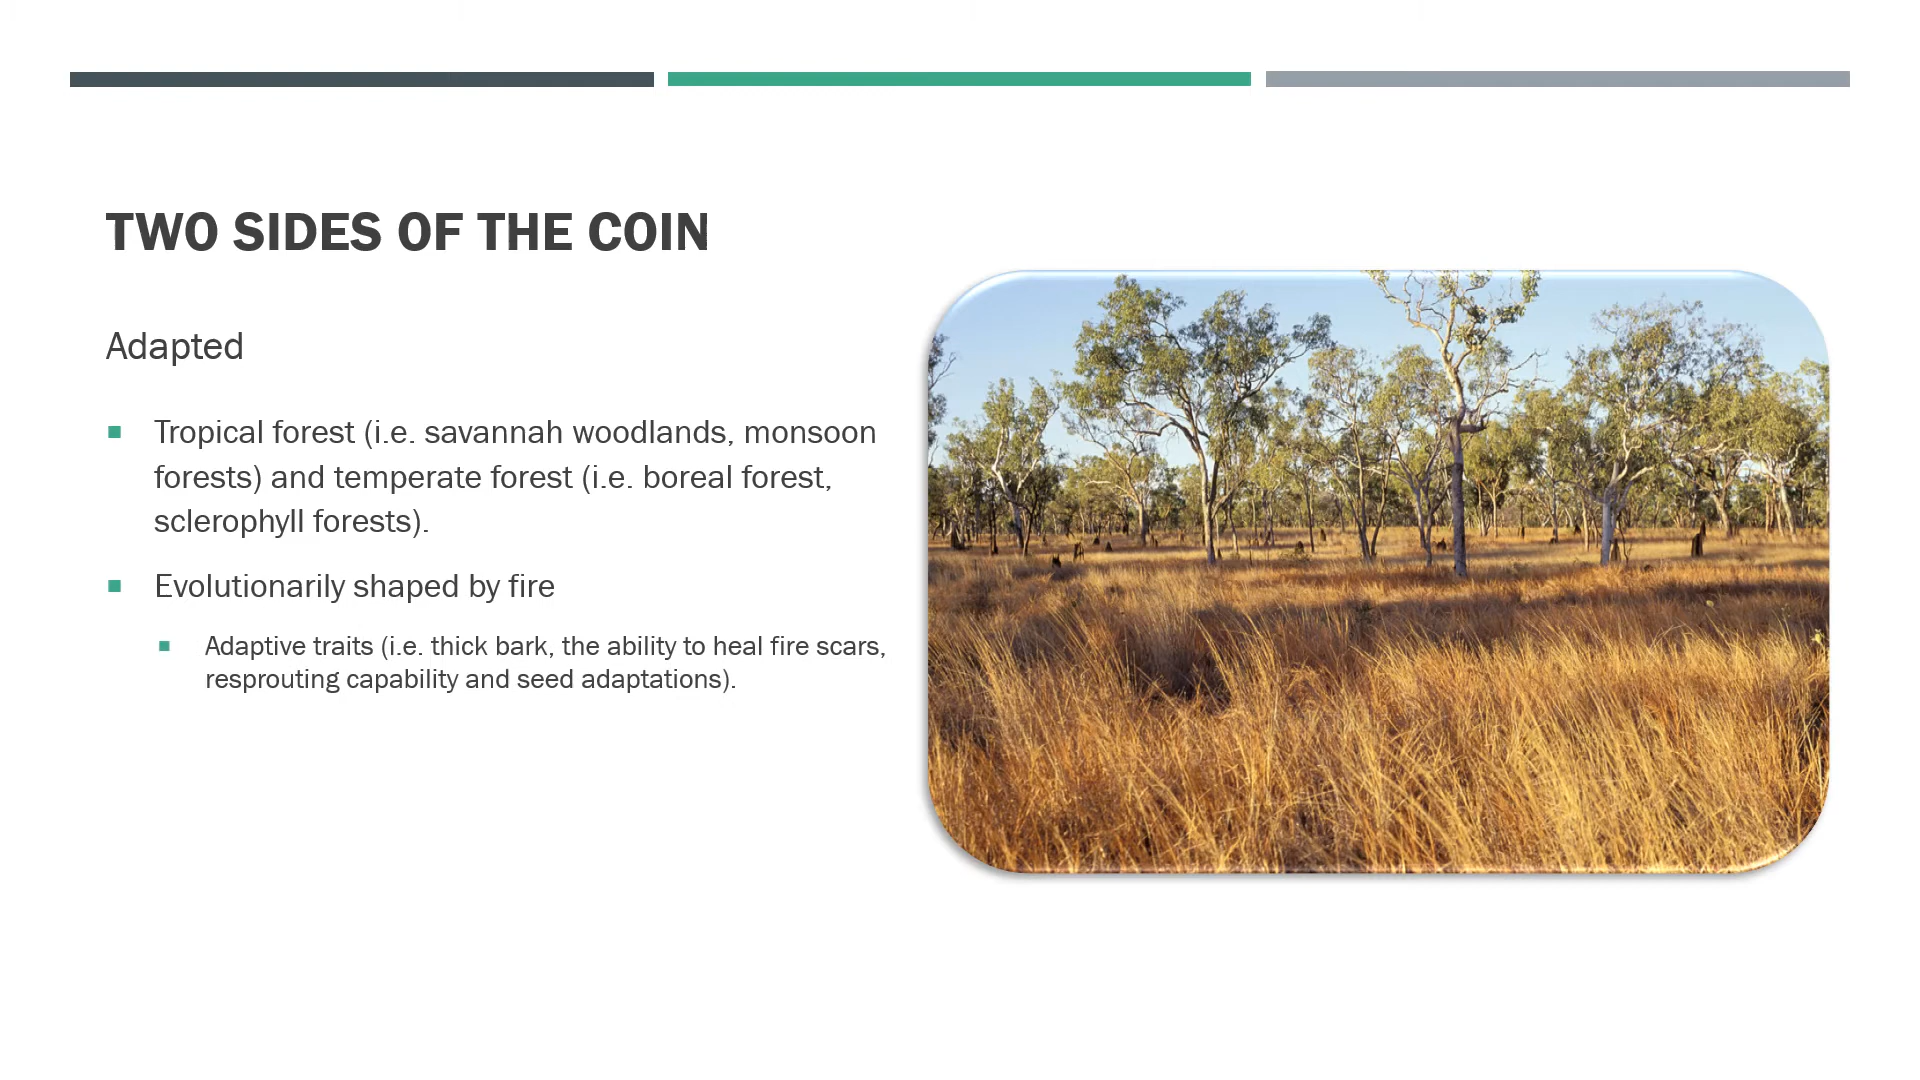 TWO SIDES OF THE COIN
Adapted
Tropical forest (i.e. savannah woodlands, monsoon
forests) and temperate forest (i.e. boreal forest,
sclerophyll forests).
Evolutionarily shaped by fire
Adaptive traits (i.e. thick bark, the ability to heal fire scars,
resprouting capability and seed adaptations).